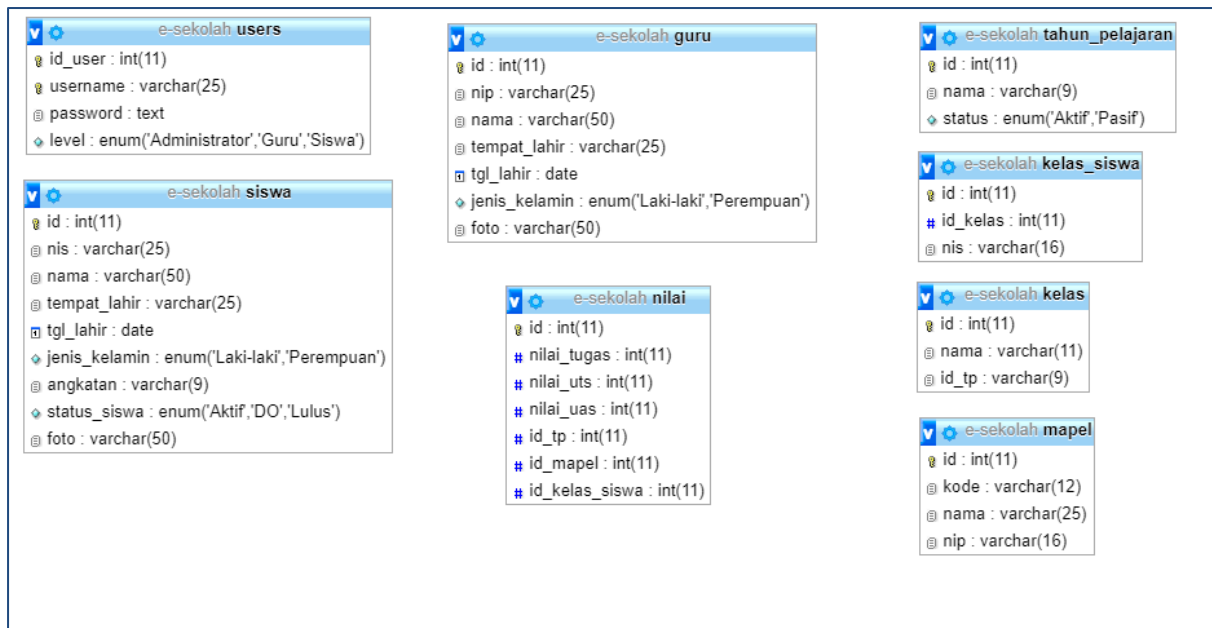 e-sekolah users
id_user : int(11)
username : varchar(25)
password : text
level : enum('Administrator','Guru','Siswa')
e-sekolah siswa
id : int(11)
nis : varchar(25)
nama : varchar(50)
tempat_lahir : varchar(25)
tgl_lahir : date
jenis_kelamin : enum('Laki-laki','Perempuan')
angkatan : varchar(9)
status_siswa : enum('Aktif','DO','Lulus')
foto : varchar(50)
e-sekolah guru
id : int(11)
nip : varchar(25)
nama : varchar(50)
tempat_lahir : varchar(25)
tgl_lahir : date
jenis_kelamin : enum('Laki-laki','Perempuan')
foto : varchar(50)
e-sekolah nilai
id : int(11)
# nilai_tugas : int(11)
# nilai_uts : int(11)
# nilai_uas : int(11)
# id_tp : int(11)
# id_mapel : int(11)
# id_kelas_siswa : int(11)
e-sekolah tahun_pelajaran
id : int(11)
nama : varchar(9)
status : enum('Aktif','Pasif')
e-sekolah kelas_siswa
id : int(11)
# id_kelas : int(11)
nis : varchar(16)
e-sekolah kelas
id : int(11)
nama : varchar(11)
id_tp : varchar(9)
e-sekolah mapel
id : int(11)
kode : varchar(12)
nama : varchar(25)
nip : varchar(16)